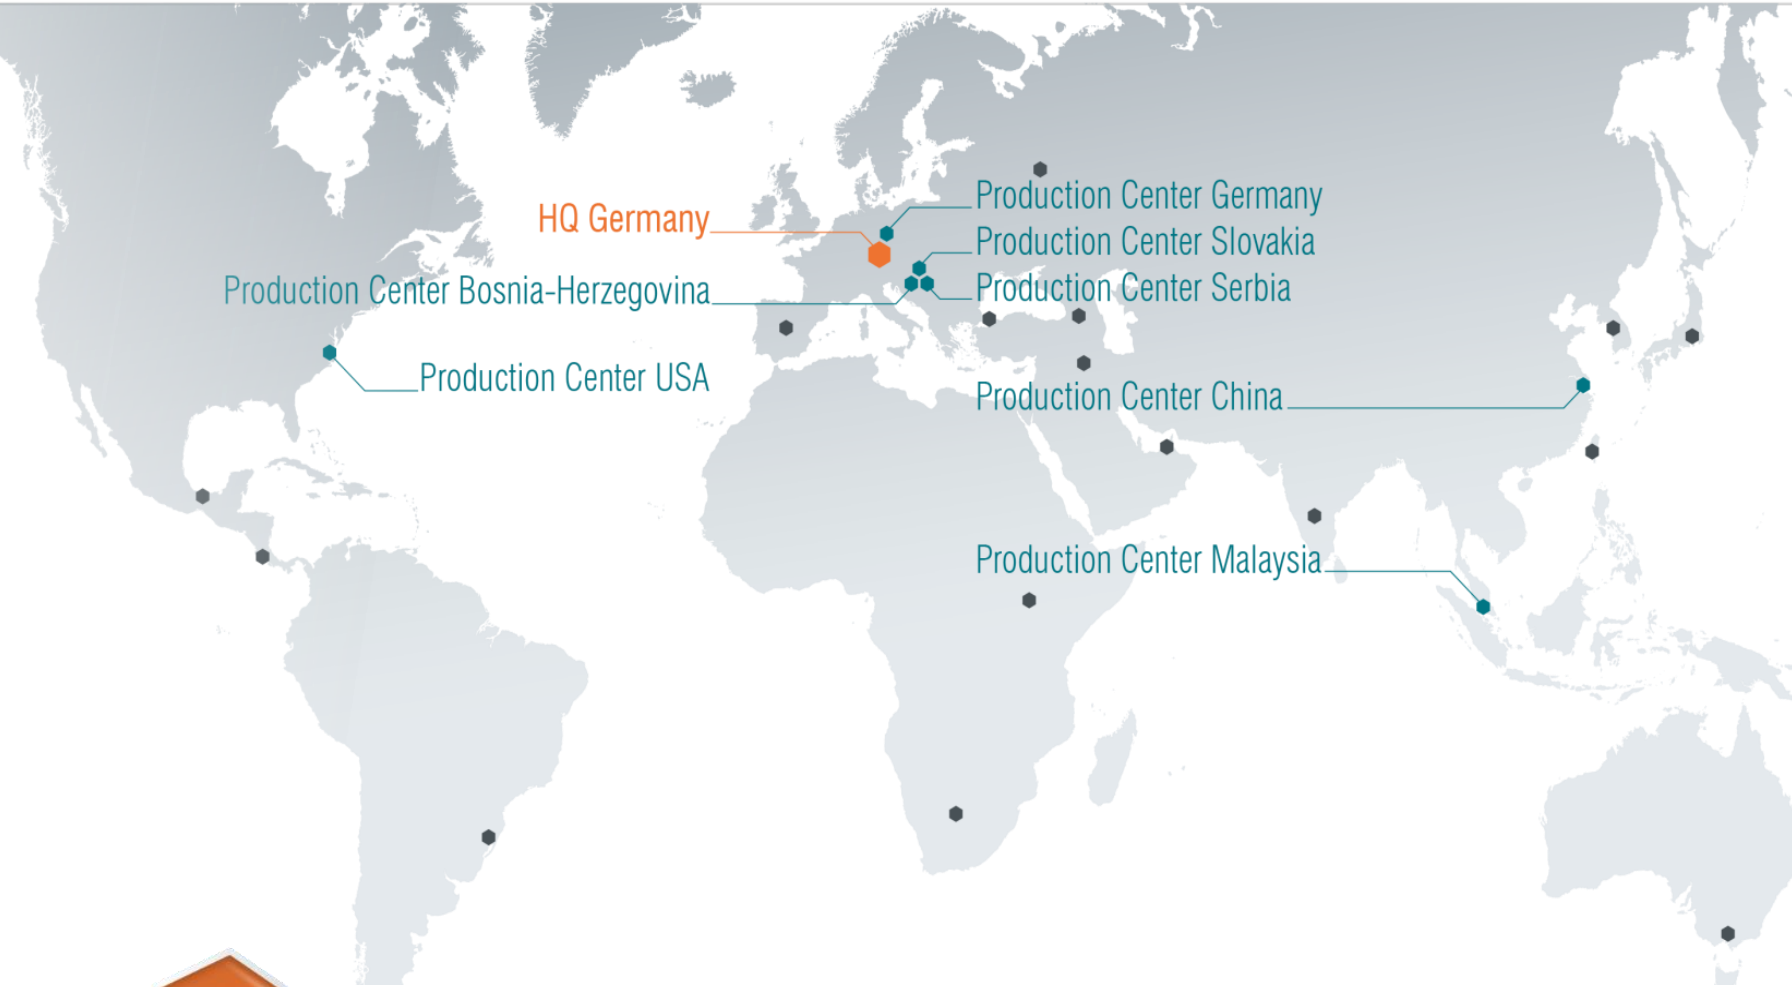 Production Center Germany
HQ Germany
Production Center Slovakia
Production Center Bosnia-Herzegovina
Production Center Serbia
Production Center USA
Production Center China
Production Center Malaysia